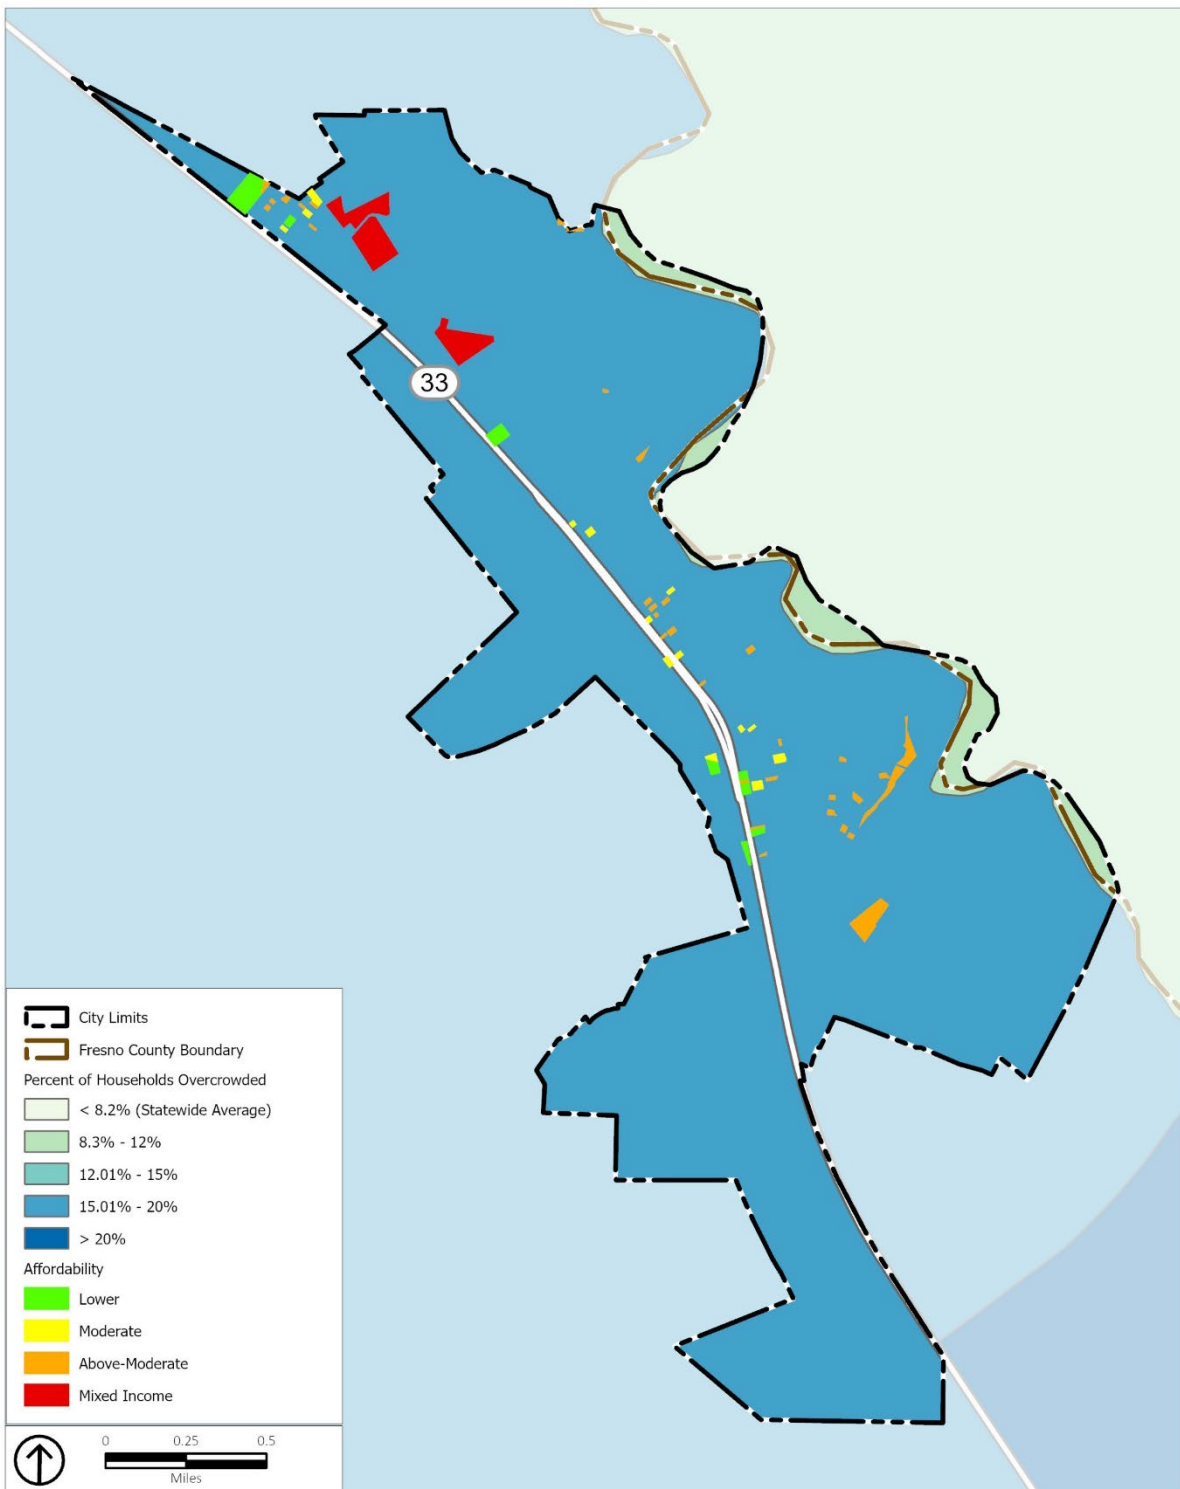 33
City Limits
Fresno County Boundary
Percent of Households Overcrowded
< 8.2% (Statewide Average)
8.3% - 12%
12.01% - 15%
15.01% - 20%
> 20%
Affordability
Lower
Moderate
Above-Moderate
Mixed Income
0 0.25 0.5
Miles